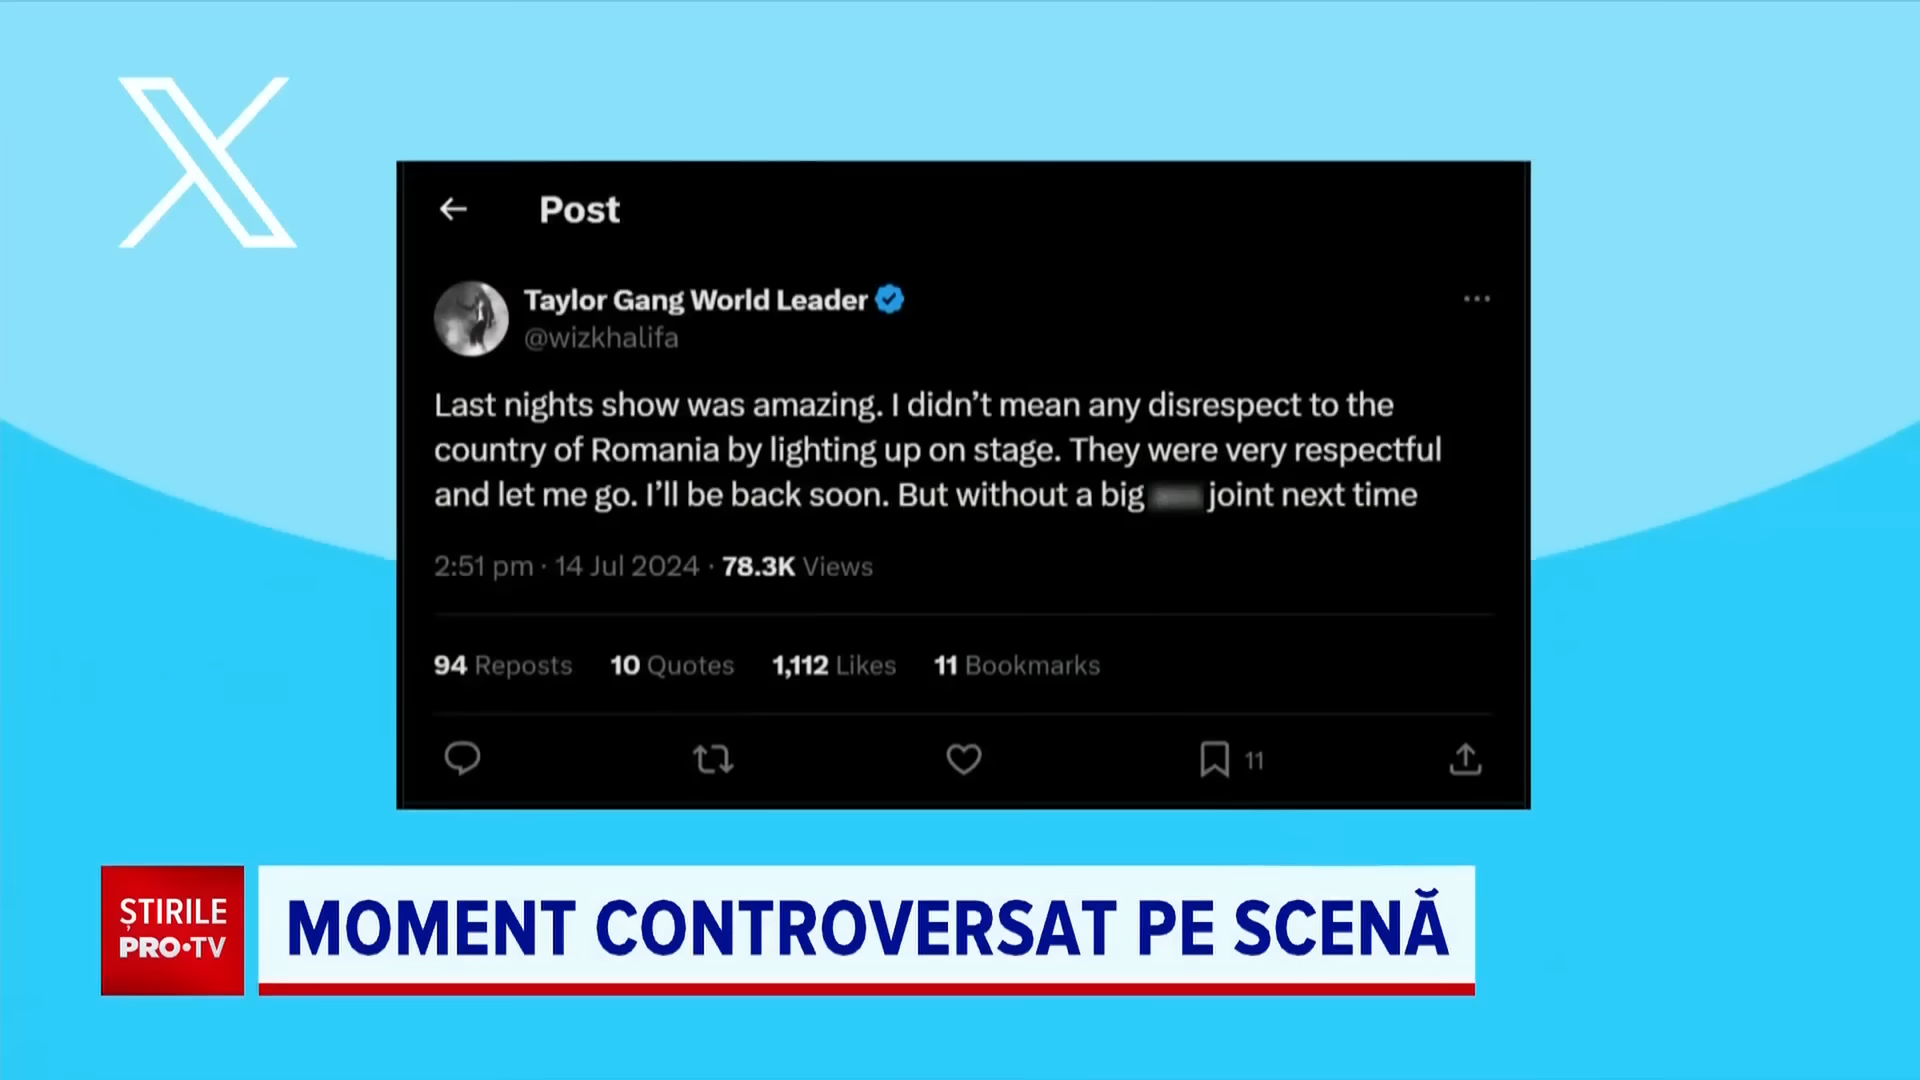 Post
Taylor Gang World Leader
@wizkhalifa
Last nights show was amazing. I didn’t mean any disrespect to the
country of Romania by lighting up on stage. They were very respectful
and let me go. I’ll be back soon. But without a big joint next time
2:51 pm · 14 Jul 2024 · 78.3K Views
94 Reposts 10 Quotes 1,112 Likes 11 Bookmarks
11
ȘTIRILE
PRO•TV
MOMENT CONTROVERSAT PE SCENĂ